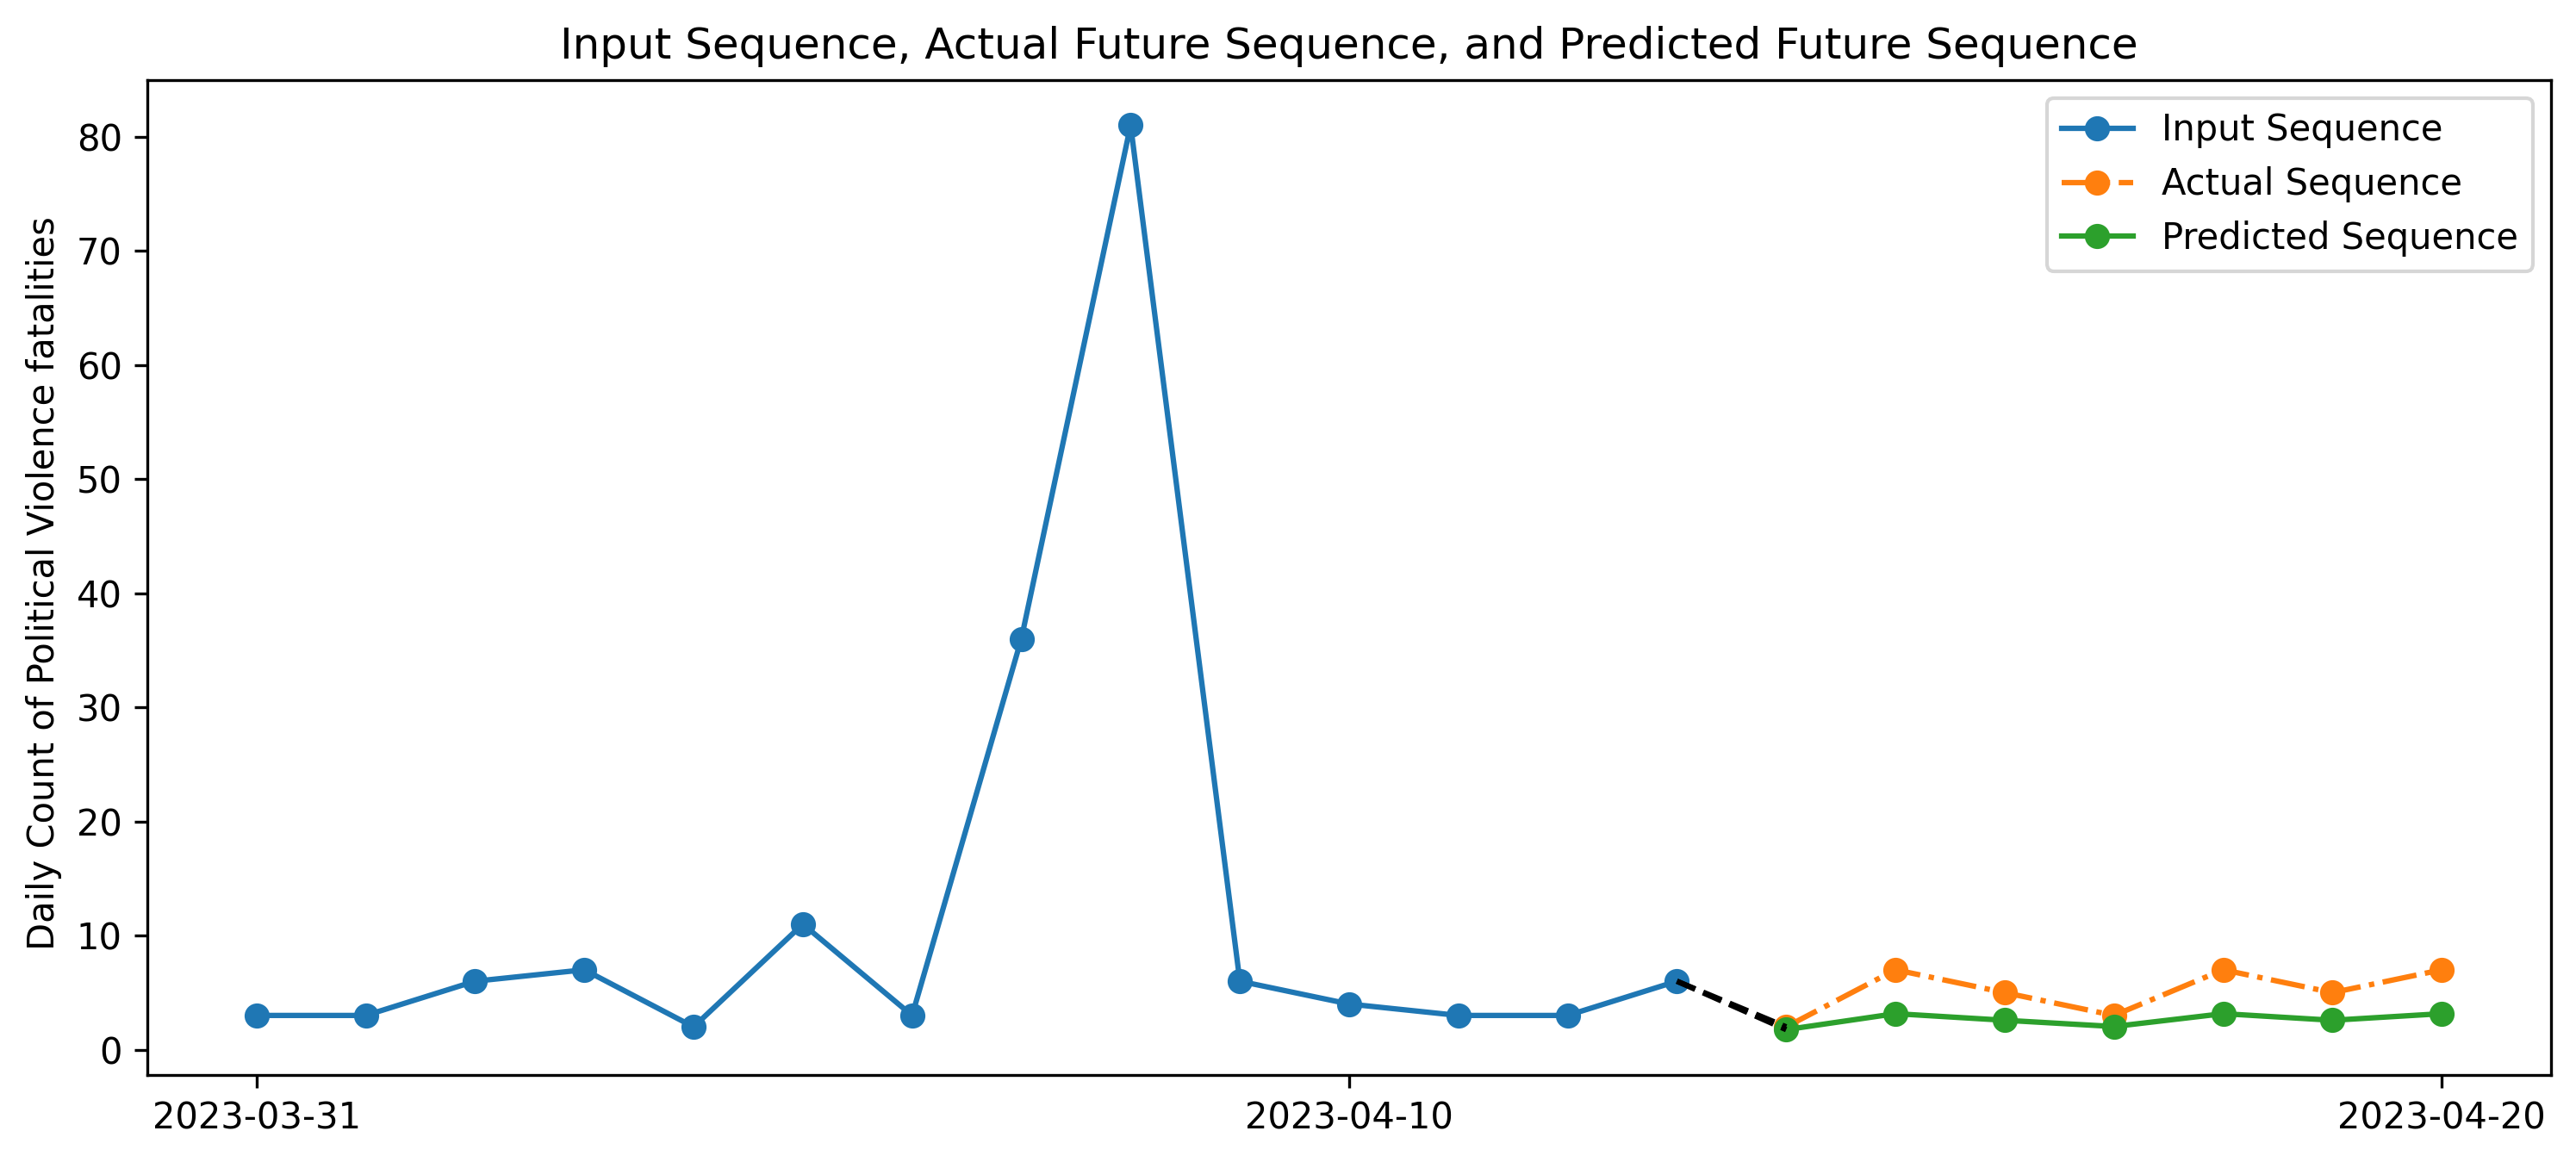 Input Sequence, Actual Future Sequence, and Predicted Future Sequence
Daily Count of Political Violence fatalities
80
70
60
50
40
30
20
10
0
2023-03-31
2023-04-10
2023-04-20
Input Sequence
Actual Sequence
Predicted Sequence